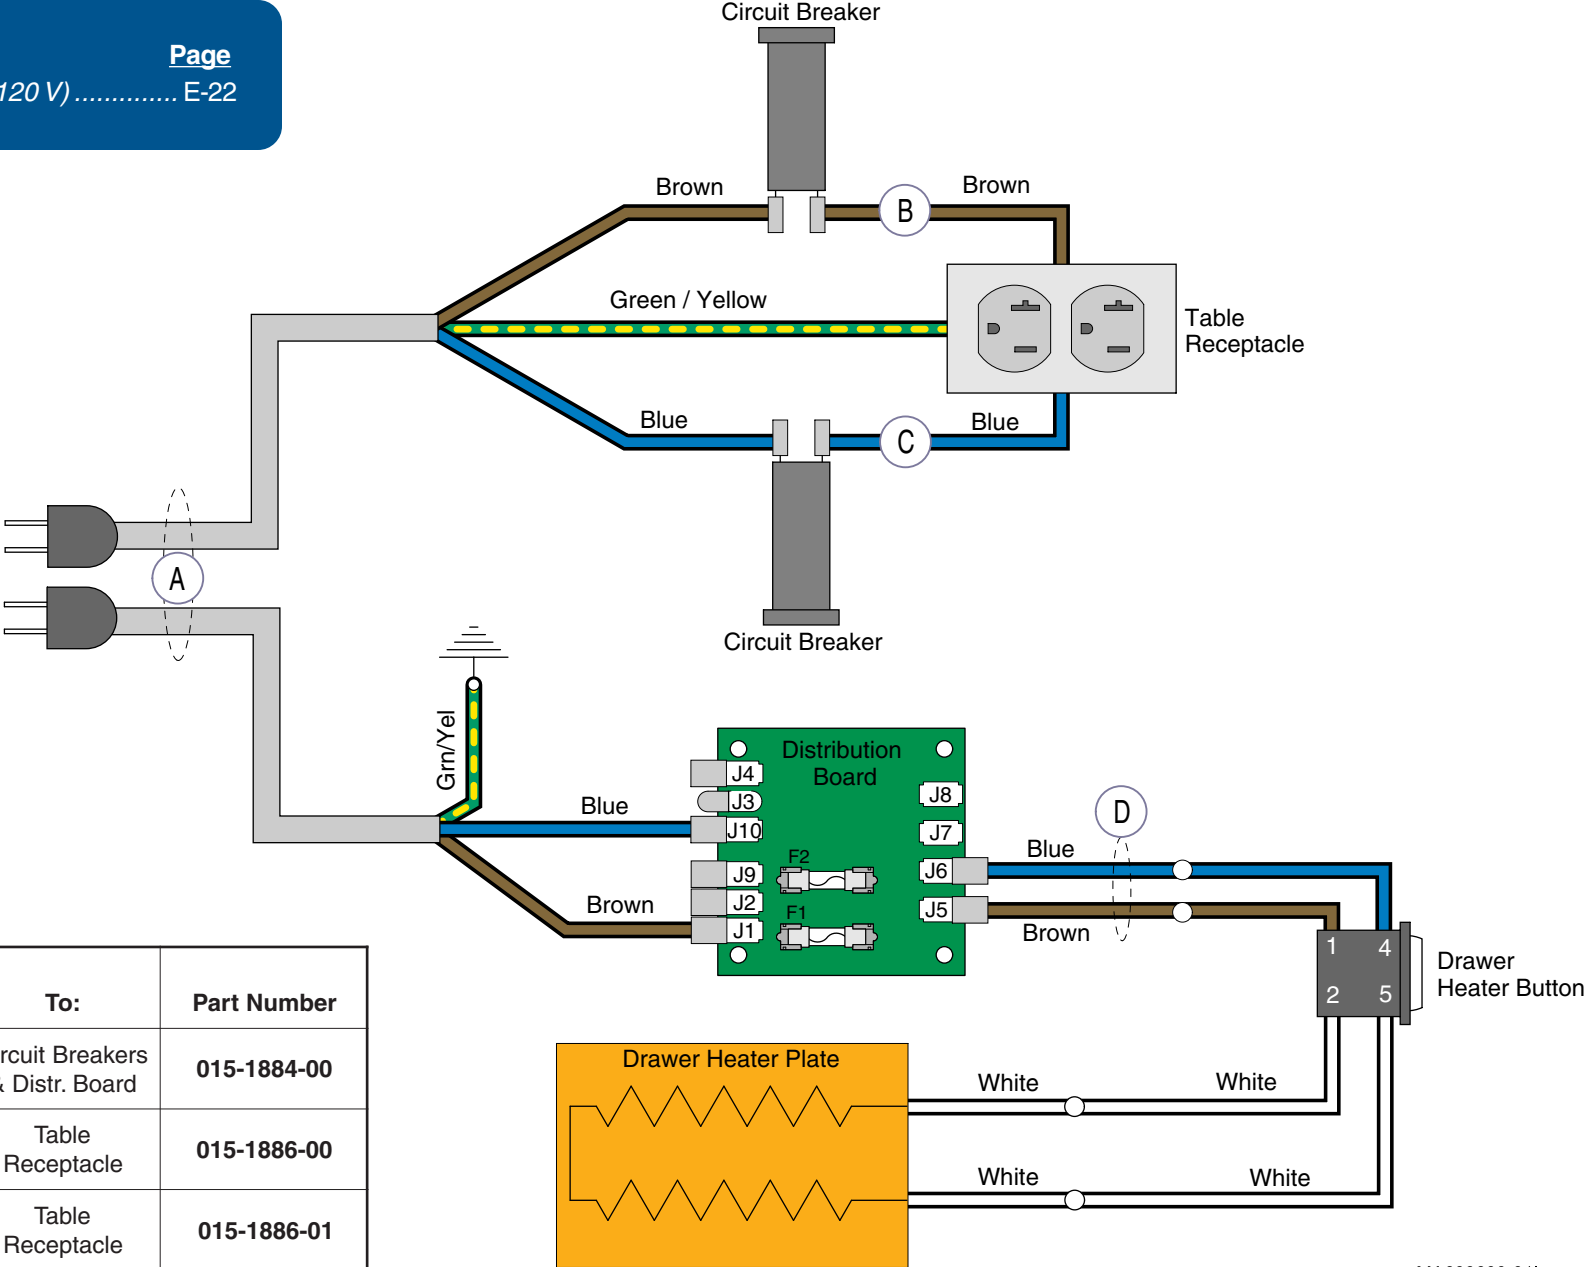 Circuit Breaker
Page
120 V) .............. E-22
Brown
Brown
B
Green / Yellow
Table
Receptacle
Blue
Blue
C
A
Circuit Breaker
Grn/Yel
Distribution
Board
J4
J3
J10
J9
J2
J1
F2
F1
J8
J7
J6
J5
Blue
Brown
D
Blue
Brown
1 4
2 5
Drawer
Heater Button
To:
Part Number
rcuit Breakers
& Distr. Board
015-1884-00
Table
Receptacle
015-1886-00
Table
Receptacle
015-1886-01
Drawer Heater Plate
White
White
White
White